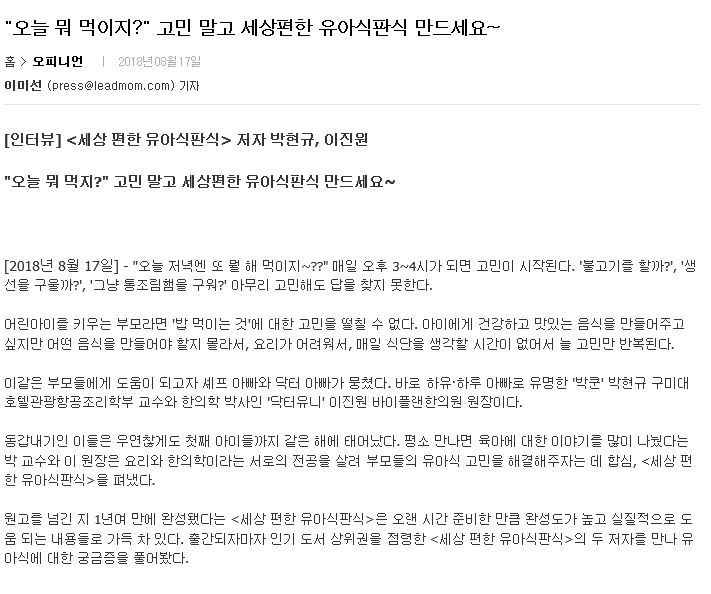 "오늘 뭐 먹이지?" 고민 말고 세상편한 유아식판식 만드세요~
홈 > 오피니언 | 2018년08월17일
이미선 (press@leadmom.com) 기자
[인터뷰] <세상 편한 유아식판식> 저자 박현규, 이진원
"오늘 뭐 먹지?" 고민 말고 세상편한 유아식판식 만드세요~
[2018년 8월 17일] - "오늘 저녁엔 또 뭘 해 먹이지~??" 매일 오후 3~4시가 되면 고민이 시작된다. '불고기를 할까?', '생
선을 구울까?', '그냥 통조림햄을 구워?' 아무리 고민해도 답을 찾지 못한다.
어린아이를 키우는 부모라면 '밥 먹이는 것'에 대한 고민을 떨칠 수 없다. 아이에게 건강하고 맛있는 음식을 만들어주고
싶지만 어떤 음식을 만들어야 할지 몰라서, 요리가 어려워서, 매일 식단을 생각할 시간이 없어서 늘 고민만 반복된다.
이같은 부모들에게 도움이 되고자 셰프 아빠와 닥터 아빠가 뭉쳤다. 바로 하유·하루 아빠로 유명한 '박쿤' 박현규 구미대
호텔관광항공조리학부 교수와 한의학 박사인 '닥터유니' 이진원 바이플랜한의원 원장이다.
동갑내기인 이들은 우연찮게도 첫째 아이들까지 같은 해에 태어났다. 평소 만나면 육아에 대한 이야기를 많이 나눴다는
박 교수와 이 원장은 요리와 한의학이라는 서로의 전공을 살려 부모들의 유아식 고민을 해결해주자는 데 합심, <세상 편
한 유아식판식>을 펴냈다.
원고를 넘긴 지 1년여 만에 완성됐다는 <세상 편한 유아식판식>은 오랜 시간 준비한 만큼 완성도가 높고 실질적으로 도
움 되는 내용들로 가득 차 있다. 출간되자마자 인기 도서 상위권을 점령한 <세상 편한 유아식판식>의 두 저자를 만나 유
아식에 대한 궁금증을 풀어봤다.